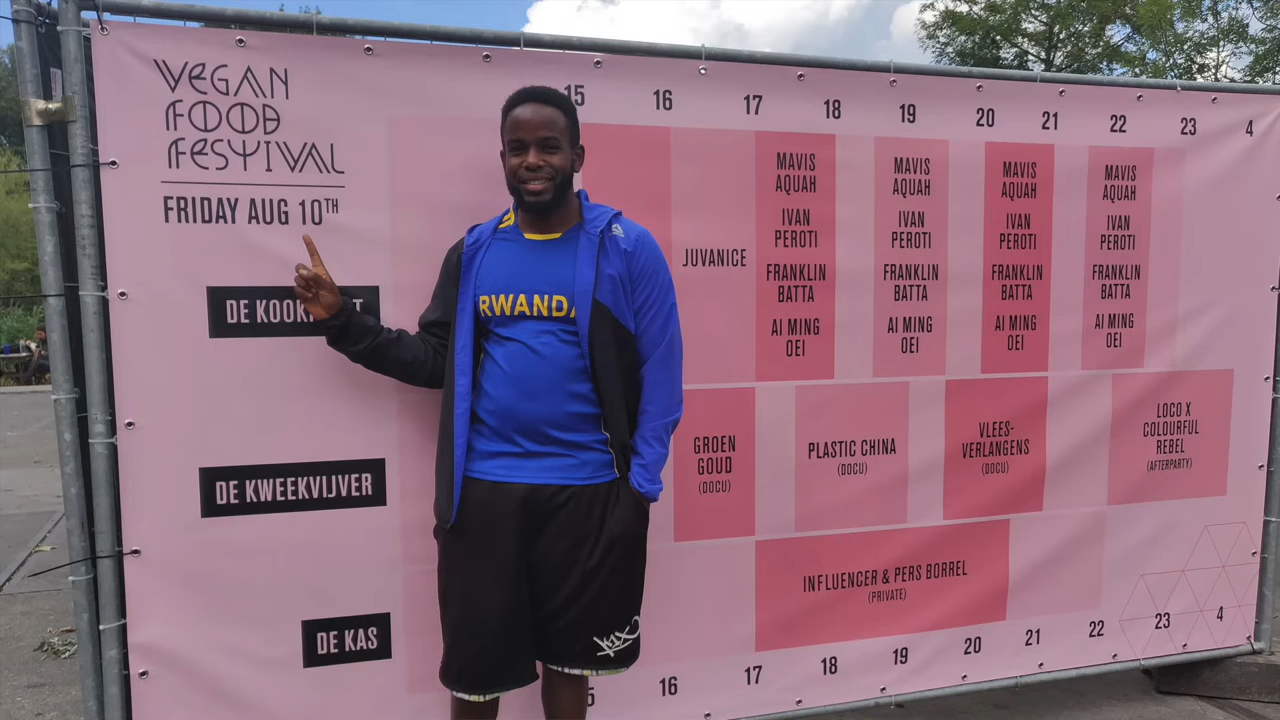 VEGAN
FOOD
FESTIVAL
FRIDAY AUG 10TH
15 16 17 18 19 20 21 22 23 4
JUVANICE
MAVIS
AQUAH
IVAN
PEROTI
FRANKLIN
BATTA
AI MING
OEI
MAVIS
AQUAH
IVAN
PEROTI
FRANKLIN
BATTA
AI MING
OEI
MAVIS
AQUAH
IVAN
PEROTI
FRANKLIN
BATTA
AI MING
OEI
MAVIS
AQUAH
IVAN
PEROTI
FRANKLIN
BATTA
AI MING
OEI
RWANDA
DE KWEEKVIJVER
GROEN
GOUD
(DOCU)
PLASTIC CHINA
(DOCU)
VLEES-
VERLANGENS
(DOCU)
LOCO X
COLOURFUL
REBEL
(AFTERPARTY)
DE KAS
INFLUENCER & PERS BORREL
(PRIVATE)
16 17 18 19 20 21 22 23 4